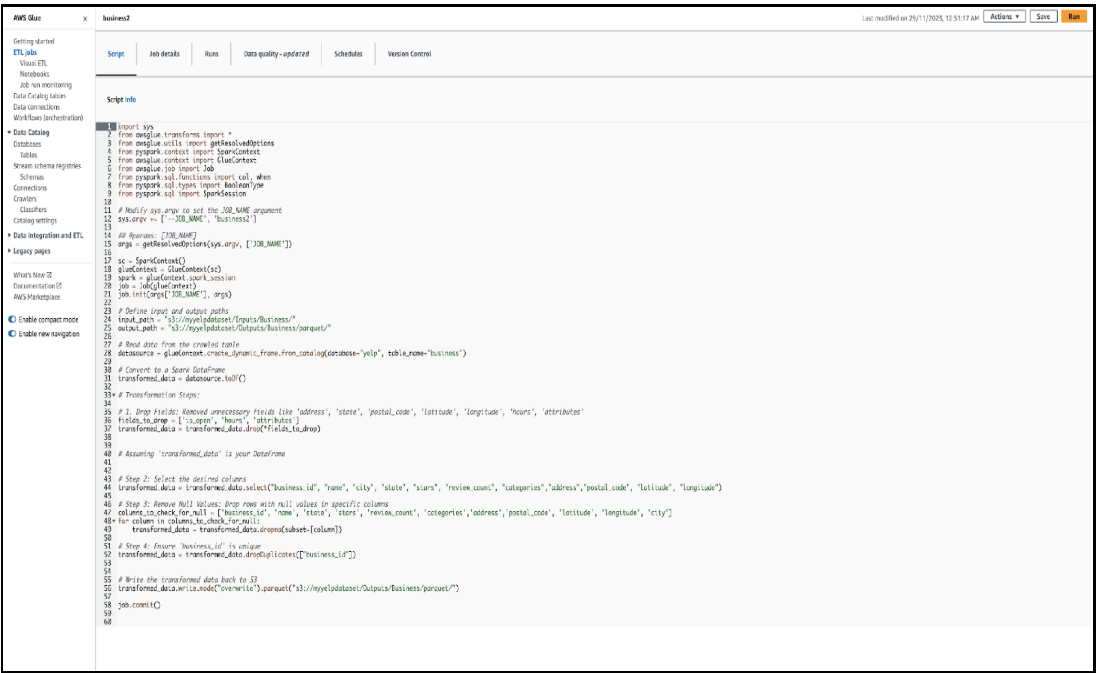 AWS Glue
x
Getting started
ETL jobs
Visual ETL
Notebooks
Job run monitoring
Data Catalog tables
Data connections
Workflows (orchestration)
Data Catalog
Databases
Tables
Stream schema registries
Schemas
Connections
Crawlers
Classifiers
Catalog settings
Data Integration and ETL
Legacy pages
What's New
Documentation
AWS Marketplace
Enable compact mode
Enable new navigation
business2
Last modified on 29/11/2023, 12:51:17 AM
Actions
Save
Run
Script
Job details
Runs
Data quality - updated
Schedules
Version Control
Script Info
1 import sys
2 from awsglue.transforms import *
3 from awsglue.utils import getResolvedOptions
4 from pyspark.context import SparkContext
5 from awsglue.context import GlueContext
6 from awsglue.job import Job
7 from pyspark.sql.functions import col, when
8 from pyspark.sql.types import BooleanType
9 from pyspark.sql import SparkSession
10
11 # Modify sys.argv to set the JOB_NAME argument
12 sys.argv += ['--JOB_NAME', 'business2']
13
14 ## @params: [JOB_NAME]
15 args = getResolvedOptions(sys.argv, ['JOB_NAME'])
16
17 sc = SparkContext()
18 glueContext = GlueContext(sc)
19 spark = glueContext.spark_session
20 job = Job(glueContext)
21 job.init(args['JOB_NAME'], args)
22
23 # Define input and output paths
24 input_path = "s3://myyelpdataset/Inputs/Business/"
25 output_path = "s3://myyelpdataset/Outputs/Business/parquet/"
26
27 # Read data from the crawled table
28 datasource = glueContext.create_dynamic_frame.from_catalog(database="yelp", table_name="business")
29
30 # Convert to a Spark DataFrame
31 transformed_data = datasource.toDF()
32
33 # Transformation Steps:
34
35 # 1. Drop Fields: Removed unnecessary fields like 'address', 'state', 'postal_code', 'latitude', 'longitude', 'hours', 'attributes'
36 fields_to_drop = ['is_open', 'hours', 'attributes']
37 transformed_data = transformed_data.drop(*fields_to_drop)
38
39
40 # Assuming 'transformed_data' is your DataFrame
41
42
43 # Step 2: Select the desired columns
44 transformed_data = transformed_data.select("business_id", "name", "city", "state", "stars", "review_count", "categories","address","postal_code", "latitude", "longitude")
45
46 # Step 3: Remove Null Values: Drop rows with null values in specific columns
47 columns_to_check_for_null = ['business_id', 'name', 'state', 'stars', 'review_count', 'categories','address','postal_code', 'latitude', 'longitude', "city"]
48 for column in columns_to_check_for_null:
49 transformed_data = transformed_data.dropna(subset=[column])
50
51 # Step 4: Ensure 'business_id' is unique
52 transformed_data = transformed_data.dropDuplicates(["business_id"])
53
54
55 # Write the transformed data back to S3
56 transformed_data.write.mode("overwrite").parquet("s3://myyelpdataset/Outputs/Business/parquet/")
57
58 job.commit()
59
60